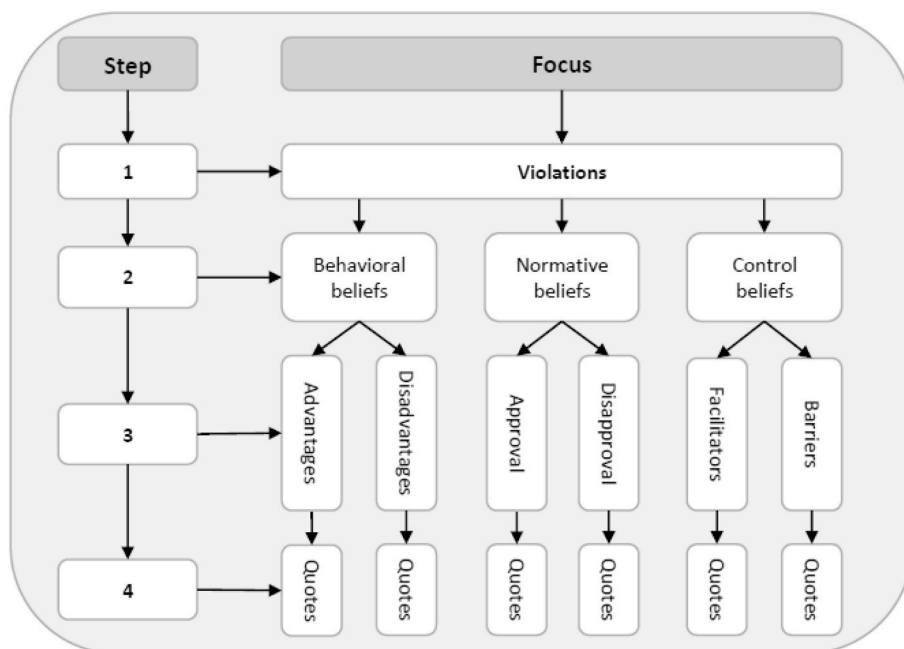 Step
Focus
1
Violations
2
Behavioral
beliefs
Normative
beliefs
Control
beliefs
3
Advantages
Disadvantages
Approval
Disapproval
Facilitators
Barriers
4
Quotes
Quotes
Quotes
Quotes
Quotes
Quotes